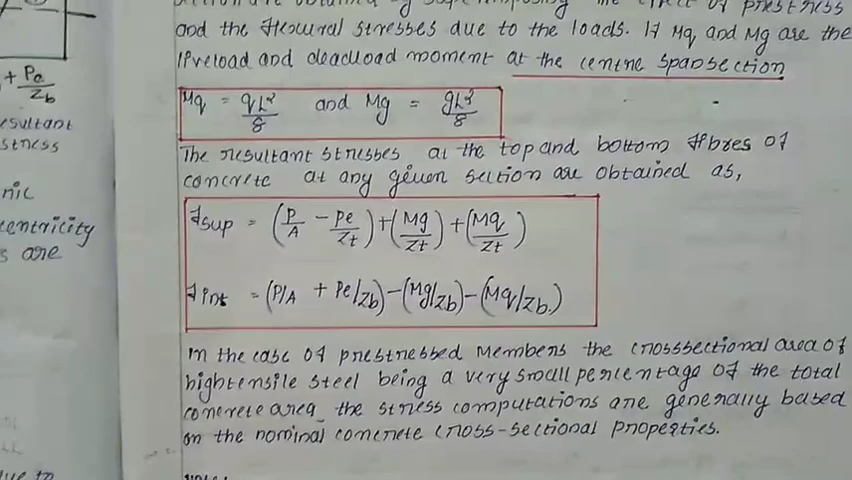 + Pe/Zb
stress
nic
centricity
s are
and the flexural stresses due to the loads. If Mq and Mg are the
liveload and deadload moment at the centre span section
Mq = qL²/8 and Mg = gL²/8
The resultant stresses at the top and bottom fibres of
concrete at any given section are obtained as,
fsup = (P/A - Pe/Zt) + (Mg/Zt) + (Mq/Zt)
finf = (P/A + Pe/Zb) - (Mg/Zb) - (Mq/Zb.)
In the case of prestressed members the crosssectional area of
hightensile steel being a very small percentage of the total
concrete area, the stress computations are generally based
on the nominal concrete cross-sectional properties.